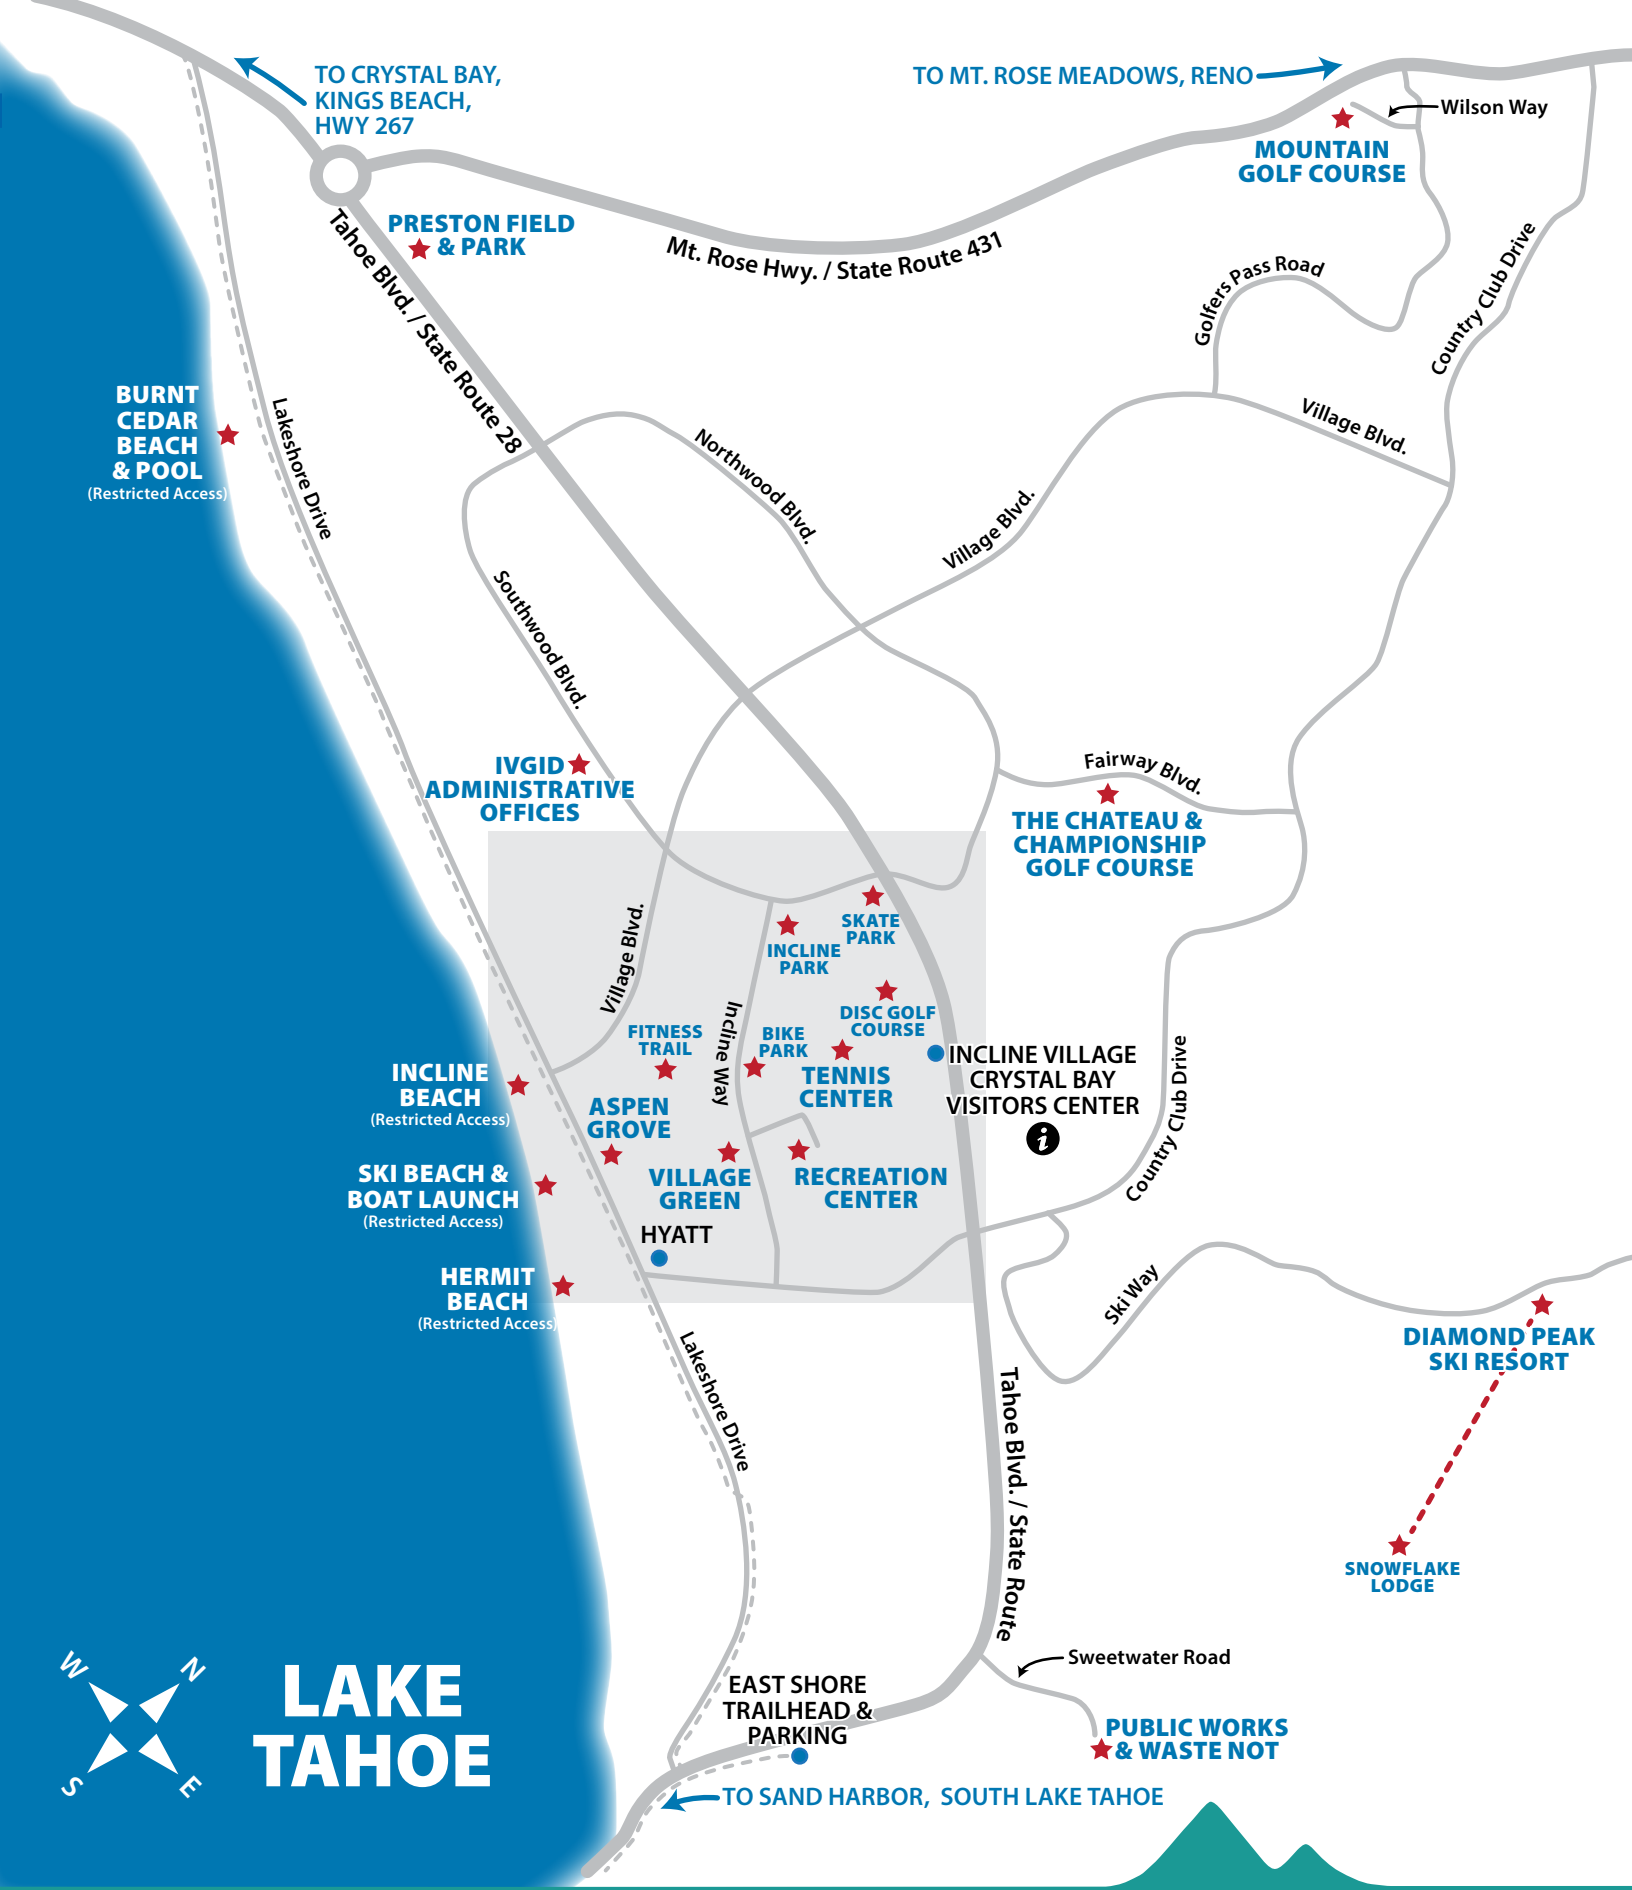 TO CRYSTAL BAY,
KINGS BEACH,
HWY 267
TO MT. ROSE MEADOWS, RENO
Wilson Way
MOUNTAIN
GOLF COURSE
PRESTON FIELD
& PARK
Tahoe Blvd. / State Route 28
Mt. Rose Hwy. / State Route 431
Golfers Pass Road
Country Club Drive
BURNT
CEDAR
BEACH
& POOL
(Restricted Access)
Lakeshore Drive
Northwood Blvd.
Village Blvd.
Village Blvd.
Southwood Blvd.
IVGID
ADMINISTRATIVE
OFFICES
Fairway Blvd.
THE CHATEAU &
CHAMPIONSHIP
GOLF COURSE
Village Blvd.
SKATE
PARK
INCLINE
PARK
Incline Way
DISC GOLF
COURSE
FITNESS
TRAIL
BIKE
PARK
TENNIS
CENTER
INCLINE VILLAGE
CRYSTAL BAY
VISITORS CENTER
i
Country Club Drive
INCLINE
BEACH
(Restricted Access)
ASPEN
GROVE
SKI BEACH &
BOAT LAUNCH
(Restricted Access)
VILLAGE
GREEN
RECREATION
CENTER
HYATT
HERMIT
BEACH
(Restricted Access)
Ski Way
Lakeshore Drive
DIAMOND PEAK
SKI RESORT
Tahoe Blvd. / State Route
SNOWFLAKE
LODGE
Sweetwater Road
W
N
S
E
LAKE
TAHOE
EAST SHORE
TRAILHEAD &
PARKING
PUBLIC WORKS
& WASTE NOT
TO SAND HARBOR, SOUTH LAKE TAHOE